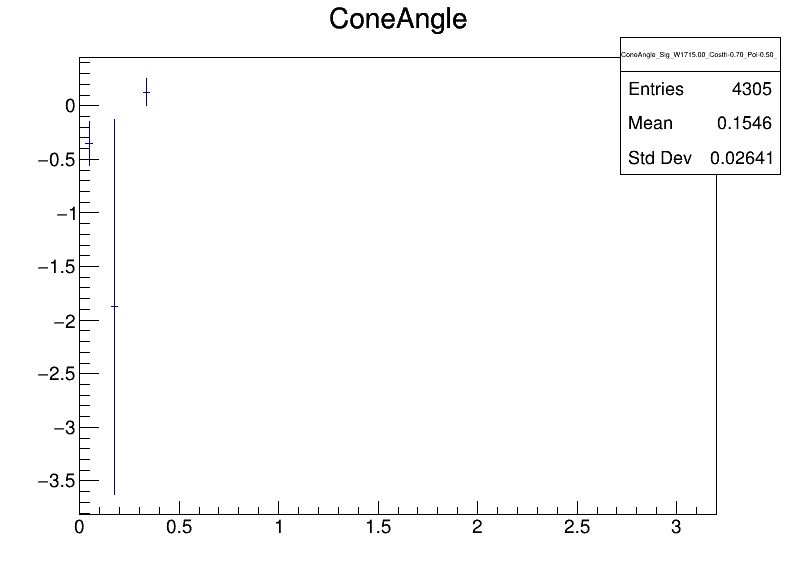 ConeAngle
ConeAngle_Sig_W1715.00_Costh-0.70_Pol-0.50_
Entries 4305
Mean 0.1546
Std Dev 0.02641
0
−0.5
−1
−1.5
−2
−2.5
−3
−3.5
0 0.5 1 1.5 2 2.5 3